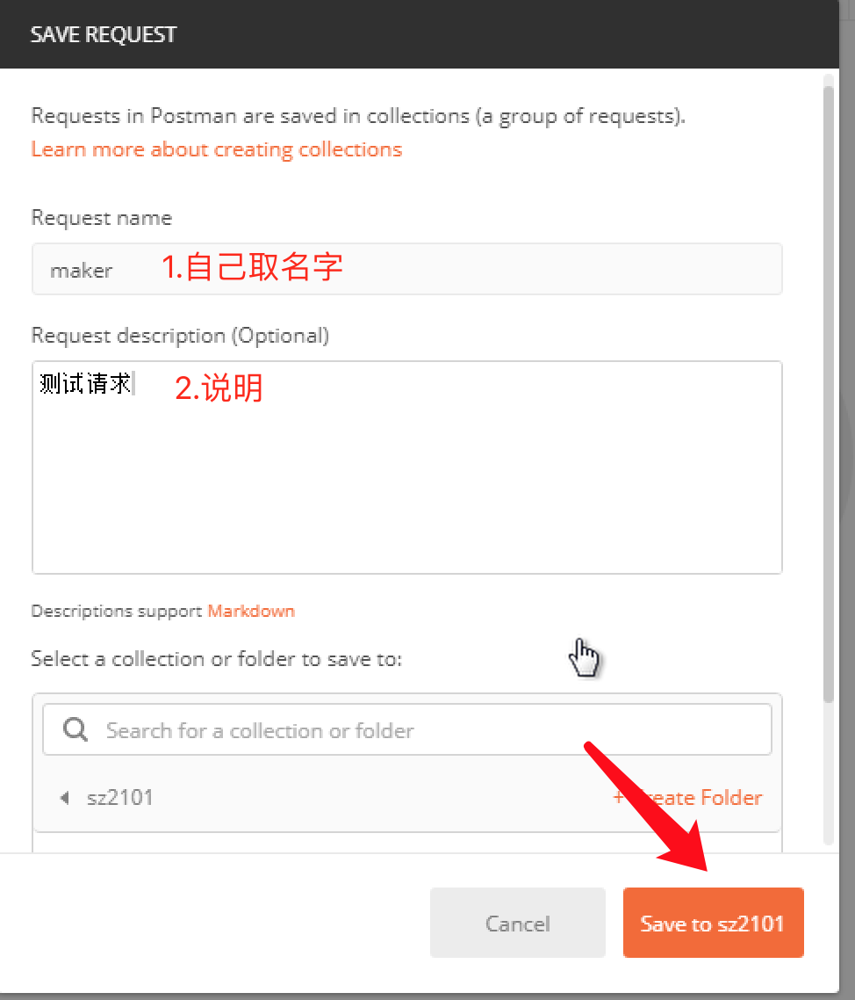 SAVE REQUEST
Requests in Postman are saved in collections (a group of requests).
Learn more about creating collections
Request name
maker 1.自己取名字
Request description (Optional)
测试请求 2.说明
Descriptions support Markdown
Select a collection or folder to save to:
Search for a collection or folder
sz2101 + Create Folder
Cancel Save to sz2101